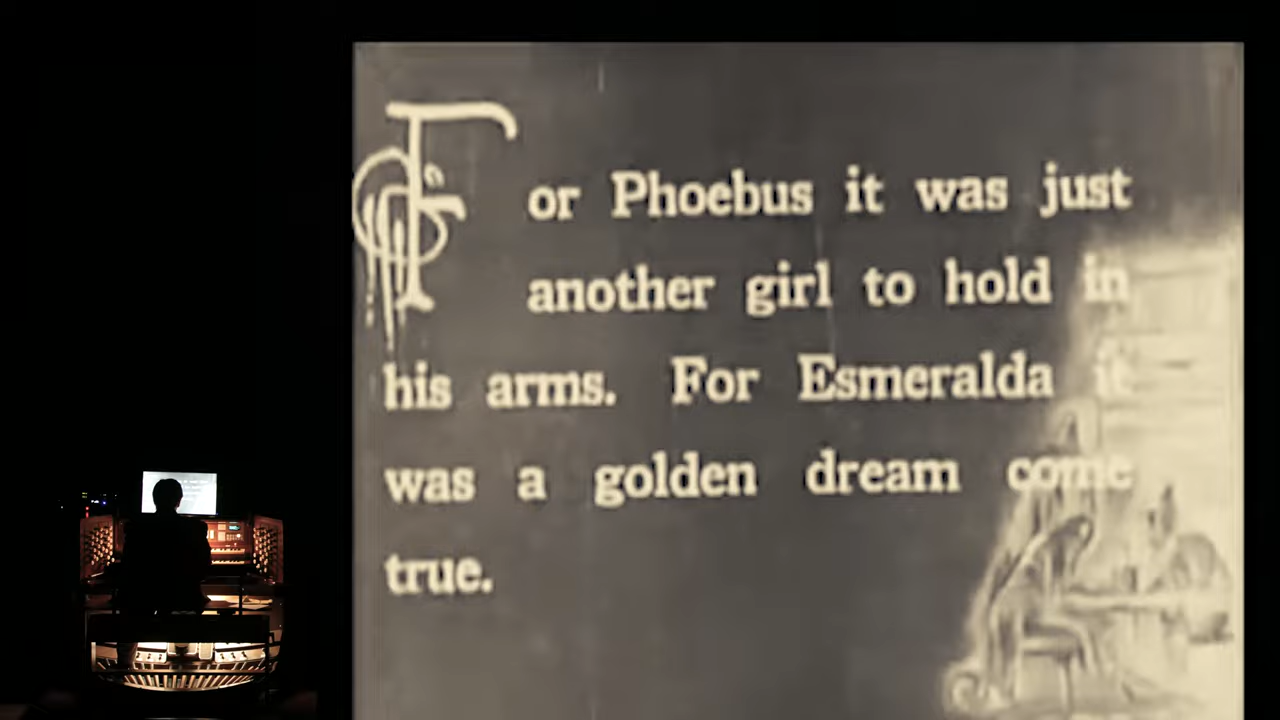 For Phoebus it was just
another girl to hold in
his arms. For Esmeralda it
was a golden dream come
true.